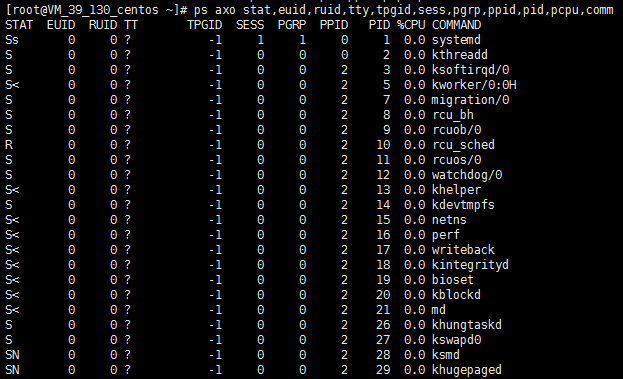 [root@VM_39_130_centos ~]# ps axo stat,euid,ruid,tty,tpgid,sess,pgrp,ppid,pid,pcpu,comm
STAT  EUID  RUID TT       TPGID  SESS  PGRP  PPID   PID %CPU COMMAND
Ss       0     0 ?           -1     1     1     0     1  0.0 systemd
S        0     0 ?           -1     0     0     0     2  0.0 kthreadd
S        0     0 ?           -1     0     0     2     3  0.0 ksoftirqd/0
S<       0     0 ?           -1     0     0     2     5  0.0 kworker/0:0H
S        0     0 ?           -1     0     0     2     7  0.0 migration/0
S        0     0 ?           -1     0     0     2     8  0.0 rcu_bh
S        0     0 ?           -1     0     0     2     9  0.0 rcuob/0
R        0     0 ?           -1     0     0     2    10  0.0 rcu_sched
S        0     0 ?           -1     0     0     2    11  0.0 rcuos/0
S        0     0 ?           -1     0     0     2    12  0.0 watchdog/0
S<       0     0 ?           -1     0     0     2    13  0.0 khelper
S        0     0 ?           -1     0     0     2    14  0.0 kdevtmpfs
S<       0     0 ?           -1     0     0     2    15  0.0 netns
S<       0     0 ?           -1     0     0     2    16  0.0 perf
S<       0     0 ?           -1     0     0     2    17  0.0 writeback
S<       0     0 ?           -1     0     0     2    18  0.0 kintegrityd
S<       0     0 ?           -1     0     0     2    19  0.0 bioset
S<       0     0 ?           -1     0     0     2    20  0.0 kblockd
S<       0     0 ?           -1     0     0     2    21  0.0 md
S        0     0 ?           -1     0     0     2    26  0.0 khungtaskd
S        0     0 ?           -1     0     0     2    27  0.0 kswapd0
SN       0     0 ?           -1     0     0     2    28  0.0 ksmd
SN       0     0 ?           -1     0     0     2    29  0.0 khugepaged